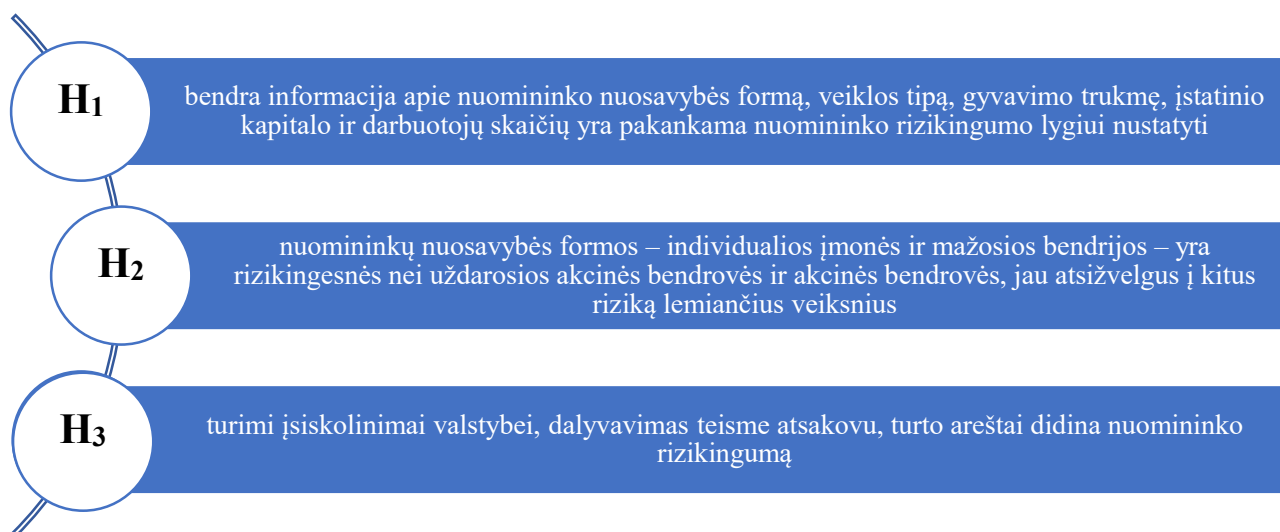 H₁
bendra informacija apie nuomininko nuosavybės formą, veiklos tipą, gyvavimo trukmę, įstatinio
kapitalo ir darbuotojų skaičių yra pakankama nuomininko rizikingumo lygiui nustatyti
H₂
nuomininkų nuosavybės formos – individualios įmonės ir mažosios bendrijos – yra
rizikingesnės nei uždarosios akcinės bendrovės ir akcinės bendrovės, jau atsižvelgus į kitus
riziką lemiančius veiksnius
H₃
turimi įsiskolinimai valstybei, dalyvavimas teisme atsakovu, turto areštai didina nuomininko
rizikingumą